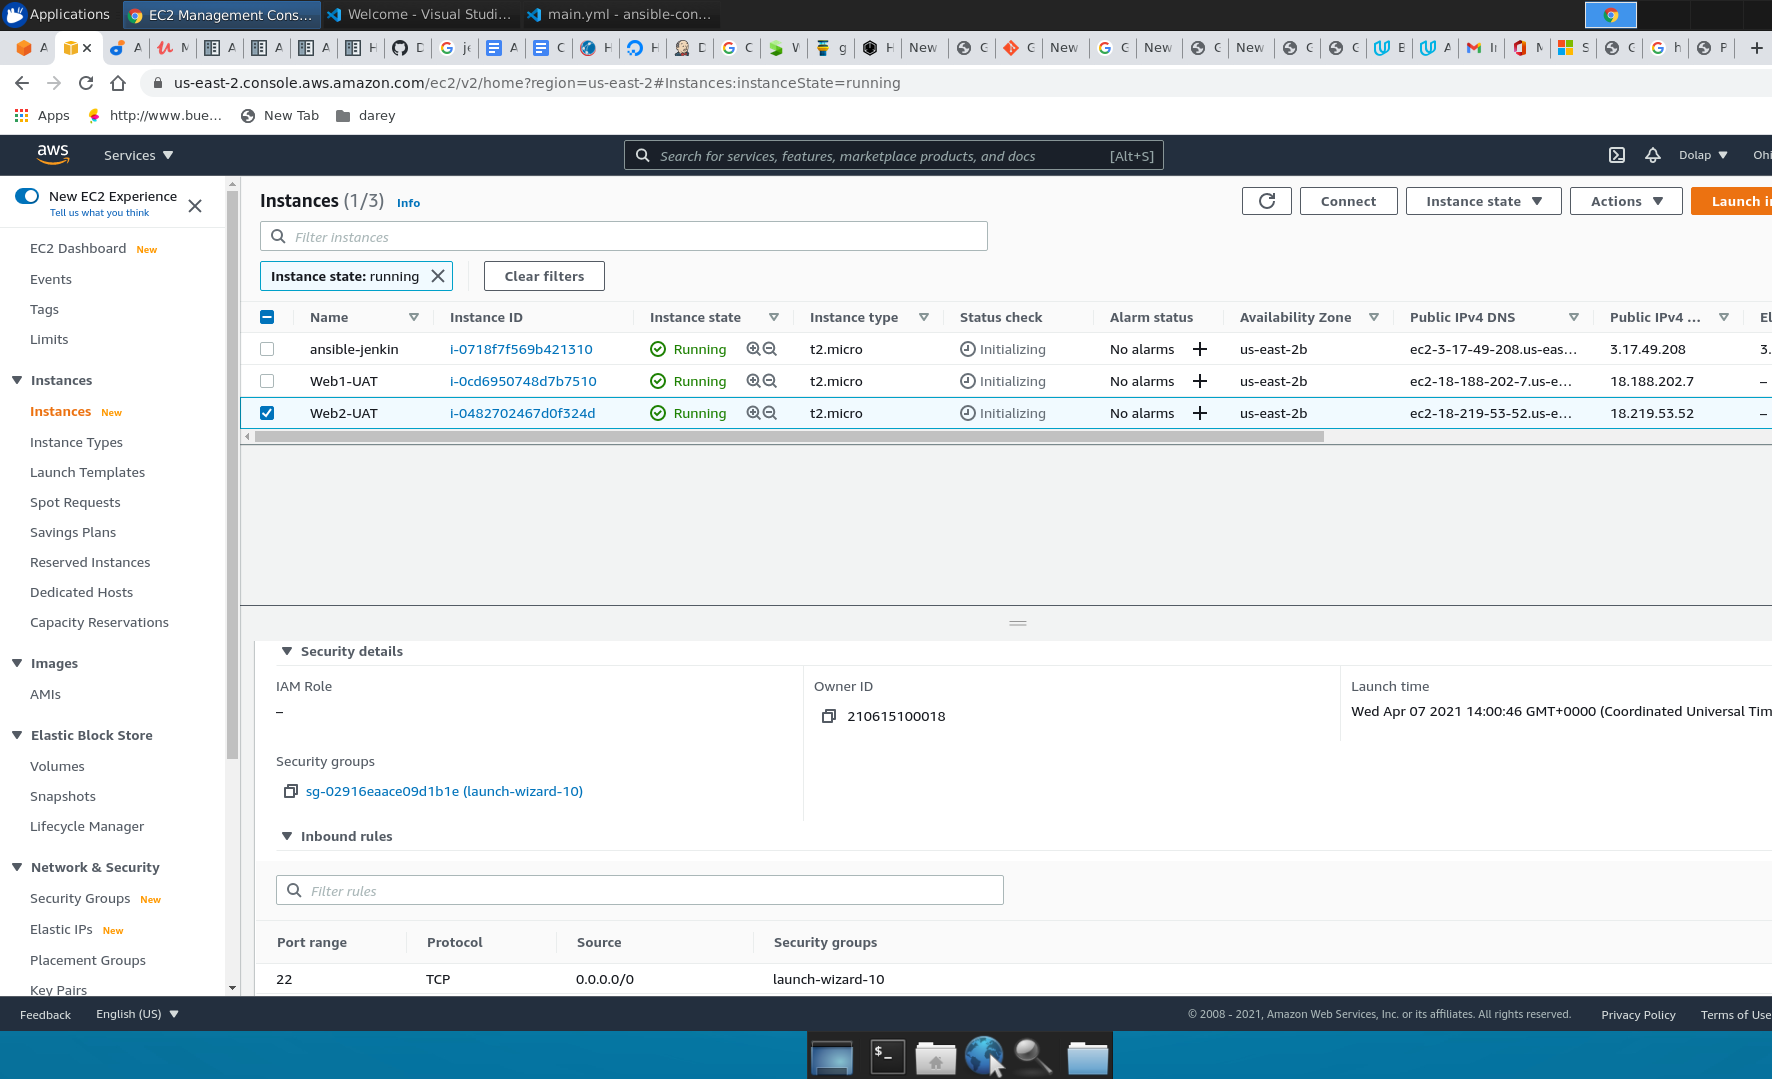 Applications
EC2 Management Cons...
Welcome - Visual Studi...
main.yml - ansible-con...
us-east-2.console.aws.amazon.com/ec2/v2/home?region=us-east-2#Instances:instanceState=running
Apps
http://www.bue...
New Tab
darey
aws
Services
Search for services, features, marketplace products, and docs
[Alt+S]
Dolap
Ohi
New EC2 Experience
Tell us what you think
EC2 Dashboard New
Events
Tags
Limits
Instances
Instances New
Instance Types
Launch Templates
Spot Requests
Savings Plans
Reserved Instances
Dedicated Hosts
Capacity Reservations
Images
AMIs
Elastic Block Store
Volumes
Snapshots
Lifecycle Manager
Network & Security
Security Groups New
Elastic IPs New
Placement Groups
Key Pairs
Instances (1/3) Info
Connect
Instance state
Actions
Launch i
Filter instances
Instance state: running
Clear filters
Name Instance ID Instance state Instance type Status check Alarm status Availability Zone Public IPv4 DNS Public IPv4 ... El
ansible-jenkin i-0718f7f569b421310 Running t2.micro Initializing No alarms us-east-2b ec2-3-17-49-208.us-eas... 3.17.49.208 3.
Web1-UAT i-0cd6950748d7b7510 Running t2.micro Initializing No alarms us-east-2b ec2-18-188-202-7.us-e... 18.188.202.7 –
Web2-UAT i-0482702467d0f324d Running t2.micro Initializing No alarms us-east-2b ec2-18-219-53-52.us-e... 18.219.53.52 –
Security details
IAM Role
–
Owner ID
210615100018
Launch time
Wed Apr 07 2021 14:00:46 GMT+0000 (Coordinated Universal Tim
Security groups
sg-02916eaace09d1b1e (launch-wizard-10)
Inbound rules
Filter rules
Port range Protocol Source Security groups
22 TCP 0.0.0.0/0 launch-wizard-10
Feedback
English (US)
© 2008 - 2021, Amazon Web Services, Inc. or its affiliates. All rights reserved.
Privacy Policy
Terms of Use
$_